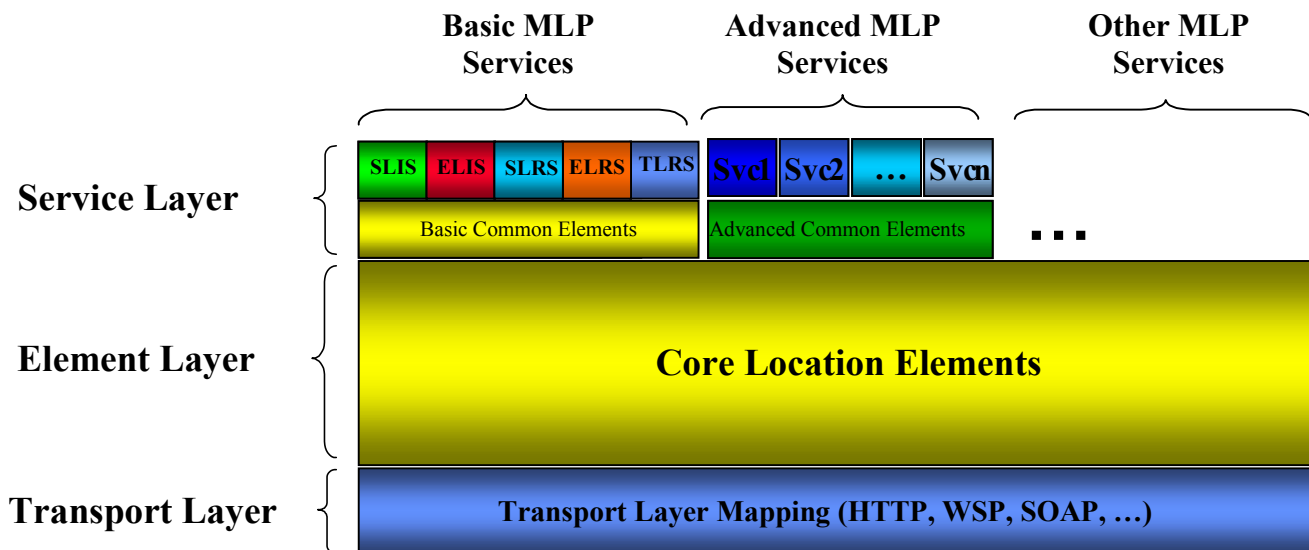 Basic MLP
Services
Advanced MLP
Services
Other MLP
Services
Service Layer
SLIS ELIS SLRS ELRS TLRS
Svc1 Svc2 ... Svcn
Basic Common Elements
Advanced Common Elements
...
Element Layer
Core Location Elements
Transport Layer
Transport Layer Mapping (HTTP, WSP, SOAP, ...)